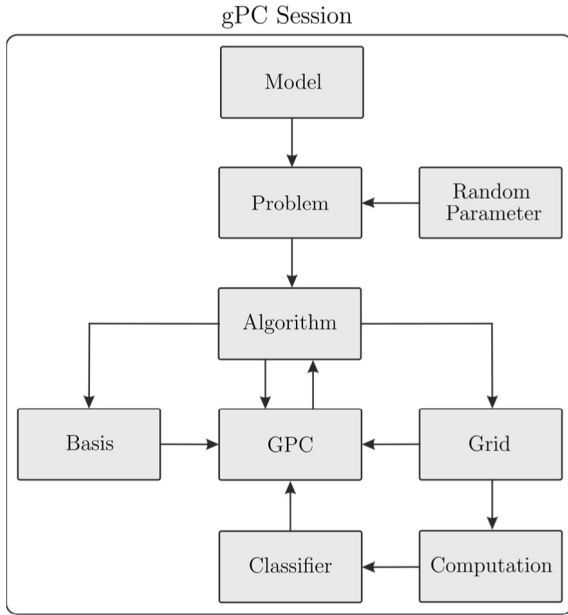 gPC Session
Model
Problem
Random
Parameter
Algorithm
Basis
GPC
Grid
Classifier
Computation